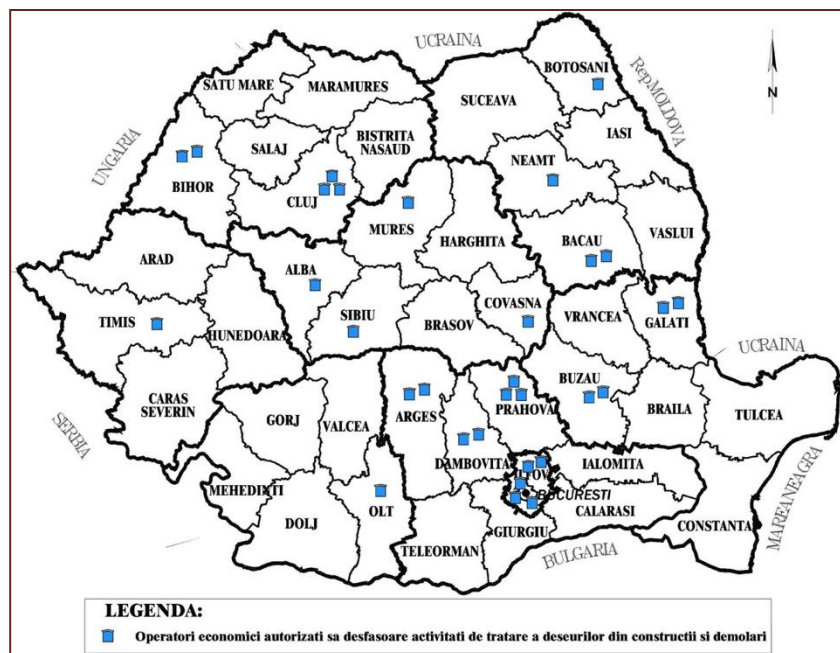 UCRAINA
BOTOSANI
SATU MARE
MARAMURES
SUCEAVA
Rep.MOLDOVA
N
UNGARIA
SALAJ
BISTRITA
NASAUD
IASI
NEAMT
BIHOR
CLUJ
MURES
HARGHITA
BACAU
VASLUI
ARAD
ALBA
TIMIS
HUNEDOARA
SIBIU
BRASOV
COVASNA
VRANCEA
GALATI
UCRAINA
CARAS
SEVERIN
SERBIA
GORJ
VALCEA
ARGES
PRAHOVA
BUZAU
BRAILA
TULCEA
DAMBOVITA
IALOMITA
MEHEDINTI
OLT
BUCURESTI
DOLJ
TELEORMAN
GIURGIU
CALARASI
CONSTANTA
MAREANEAGRA
BULGARIA
LEGENDA:
Operatori economici autorizati sa desfasoare activitati de tratare a deseurilor din constructii si demolari